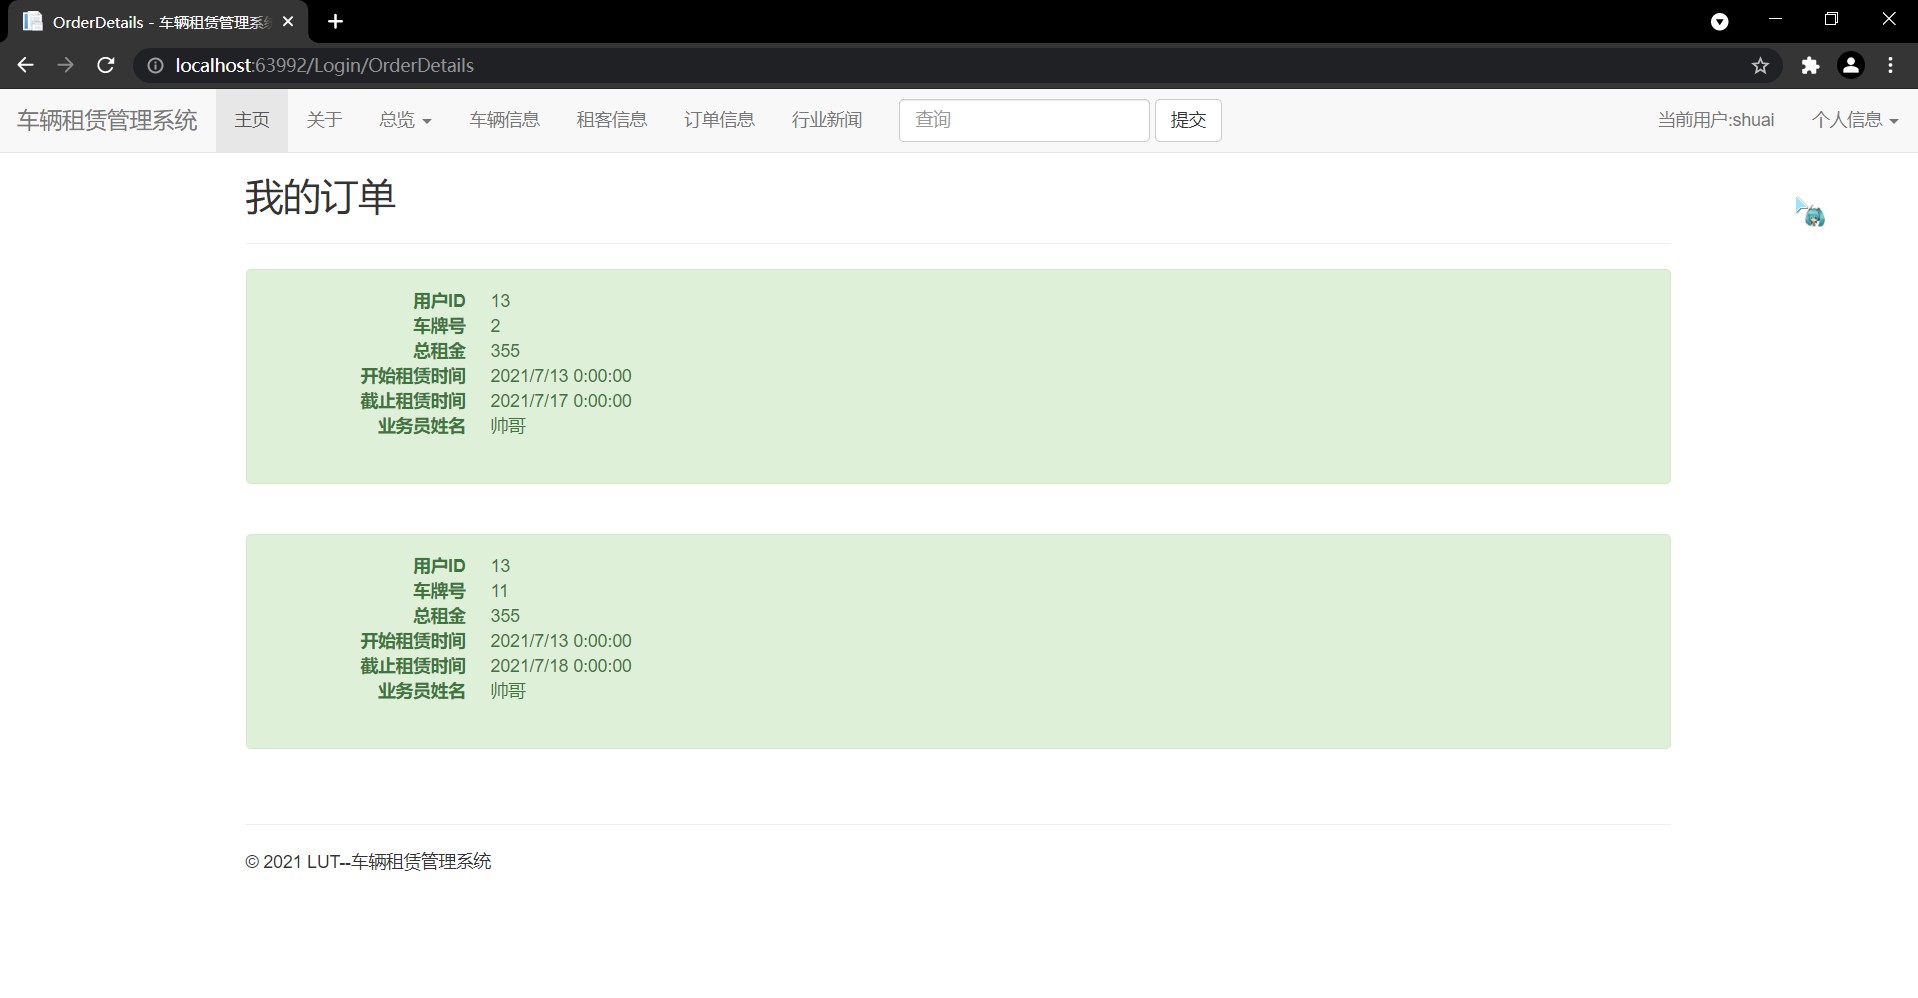 OrderDetails - 车辆租赁管理系
localhost:63992/Login/OrderDetails
车辆租赁管理系统 主页 关于 总览 车辆信息 租客信息 订单信息 行业新闻 查询 提交 当前用户:shuai 个人信息
我的订单
用户ID 13
车牌号 2
总租金 355
开始租赁时间 2021/7/13 0:00:00
截止租赁时间 2021/7/17 0:00:00
业务员姓名 帅哥
用户ID 13
车牌号 11
总租金 355
开始租赁时间 2021/7/13 0:00:00
截止租赁时间 2021/7/18 0:00:00
业务员姓名 帅哥
© 2021 LUT--车辆租赁管理系统